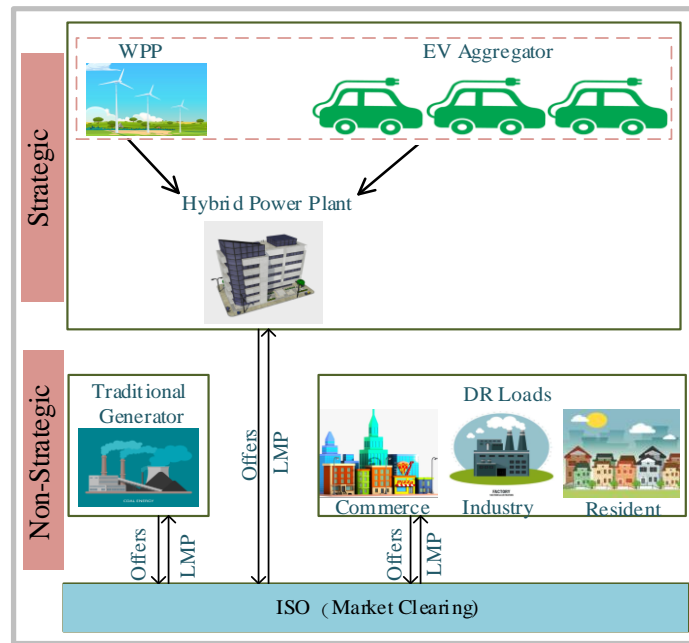 WPP
EV Aggregator
Strategic
Hybrid Power Plant
Non-Strategic
Traditional
Generator
DR Loads
FACTORY
Commerce
Industry
Resident
Offers
LMP
Offers
LMP
Offers
LMP
ISO (Market Clearing)